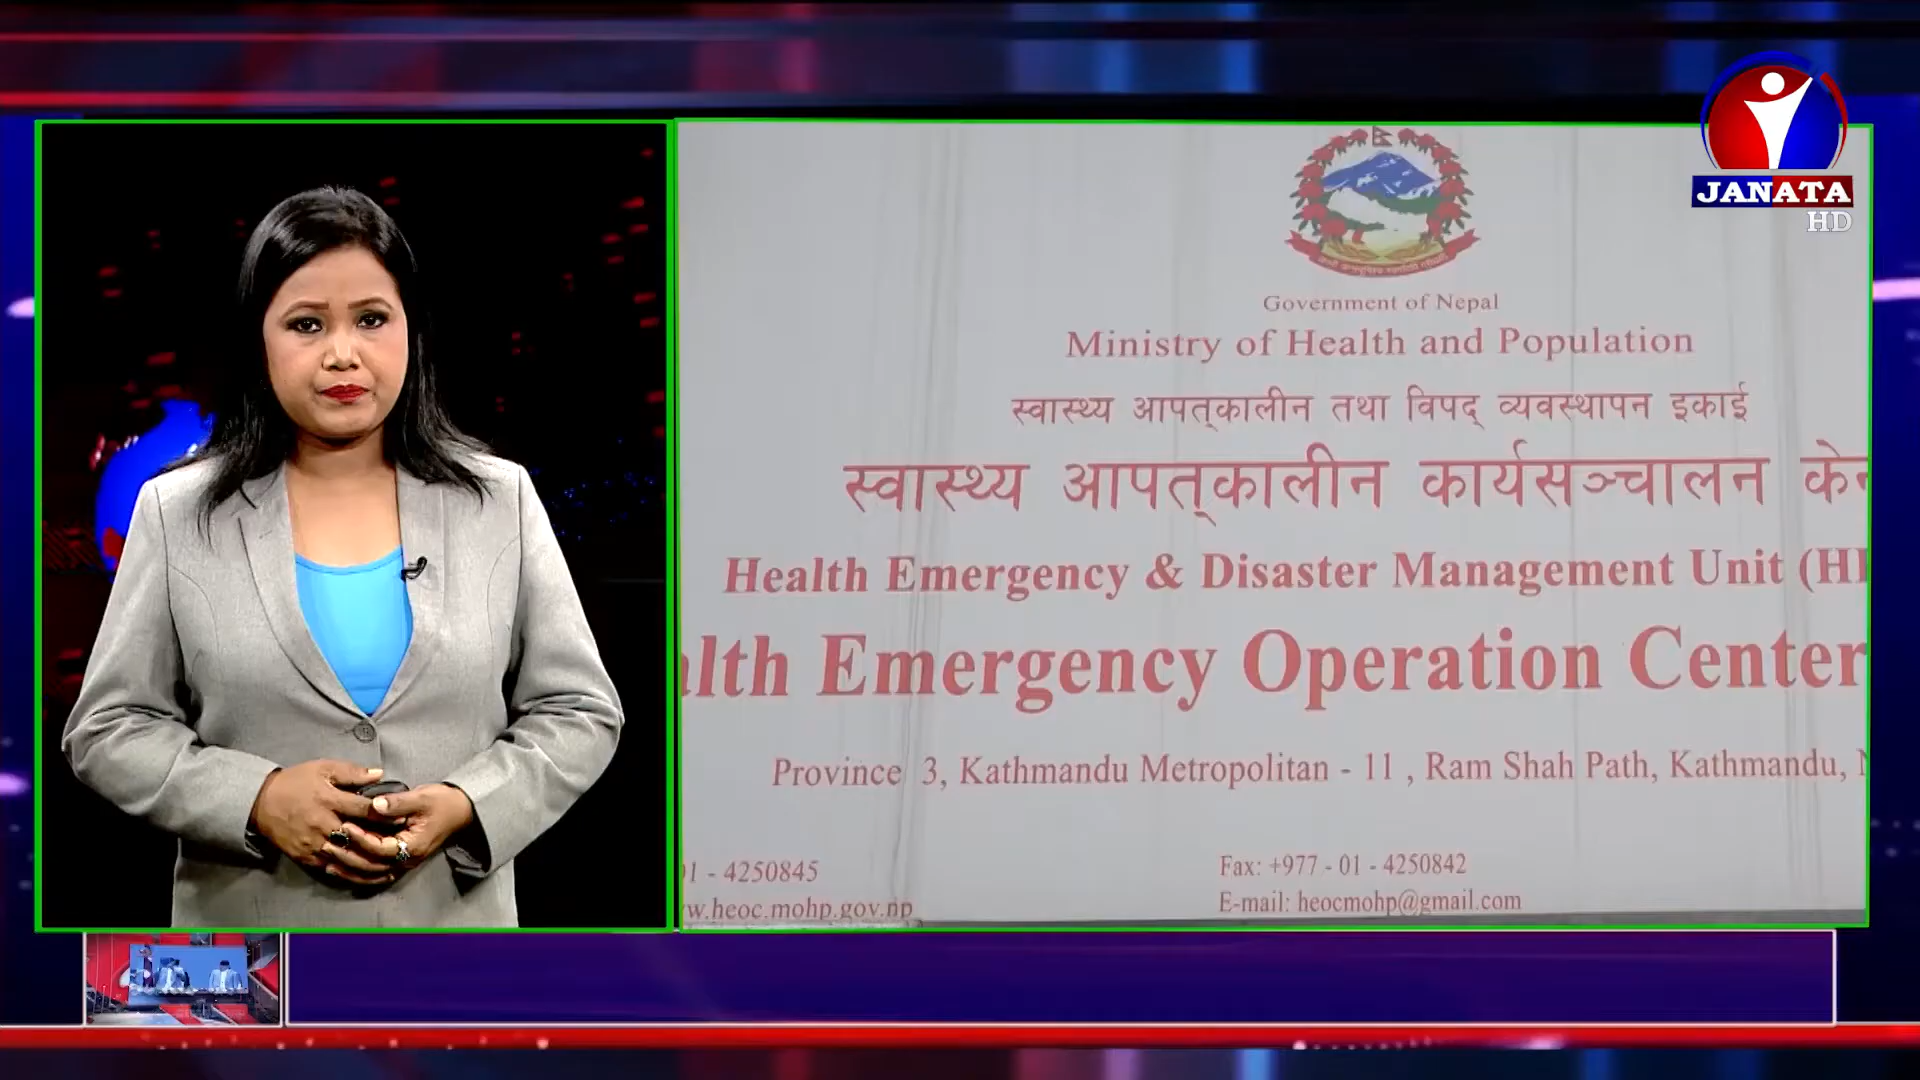 JANATA
HD
Government of Nepal
Ministry of Health and Population
स्वास्थ्य आपत्कालीन तथा विपद् व्यवस्थापन इकाई
स्वास्थ्य आपत्कालीन कार्यसञ्चालन
Health Emergency & Disaster Management Unit
alth Emergency Operation Center
Province 3, Kathmandu Metropolitan - 11 , Ram Shah Path, Kathmandu,
- 4250845
Fax: +977 - 01 - 4250842
w.heoc.mohp.gov.np
E-mail: heocmohp@gmail.com